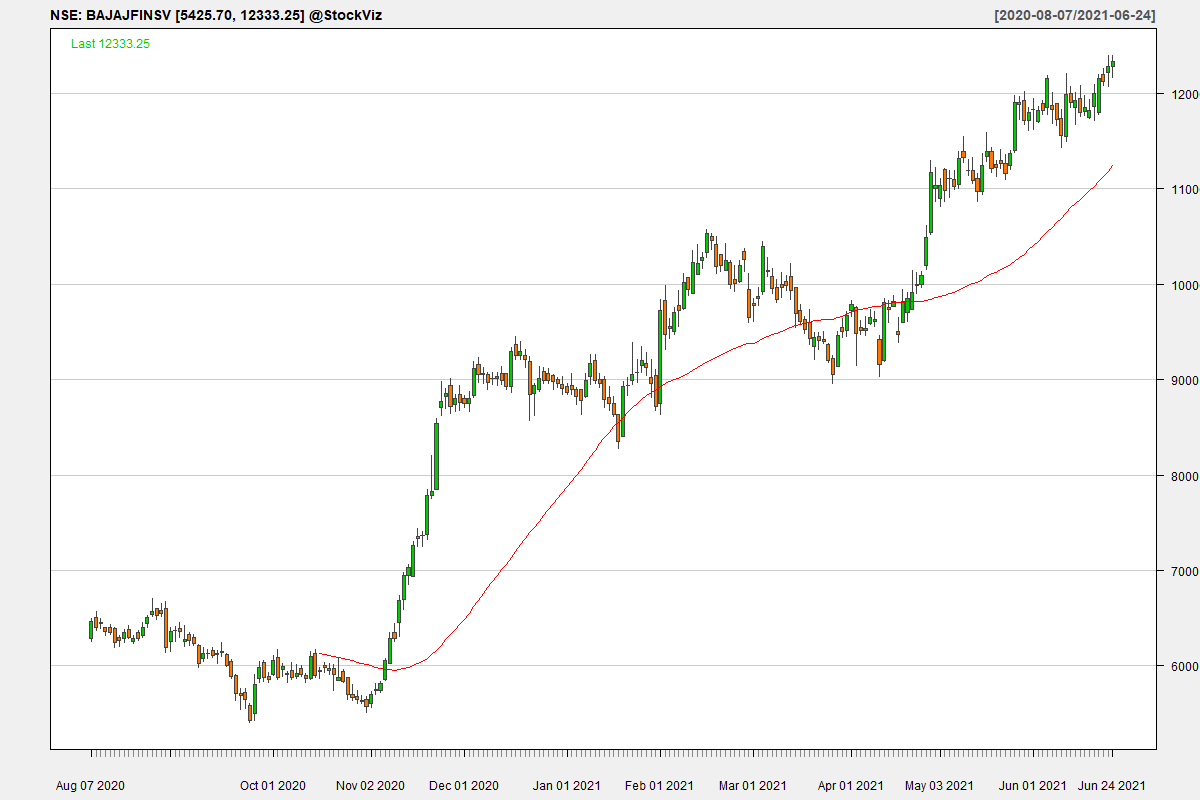 NSE: BAJAJFINSV [5425.70, 12333.25] @StockViz
[2020-08-07/2021-06-24]
Last 12333.25
1200
1100
1000
9000
8000
7000
6000
Aug 07 2020 Oct 01 2020 Nov 02 2020 Dec 01 2020 Jan 01 2021 Feb 01 2021 Mar 01 2021 Apr 01 2021 May 03 2021 Jun 01 2021 Jun 24 2021